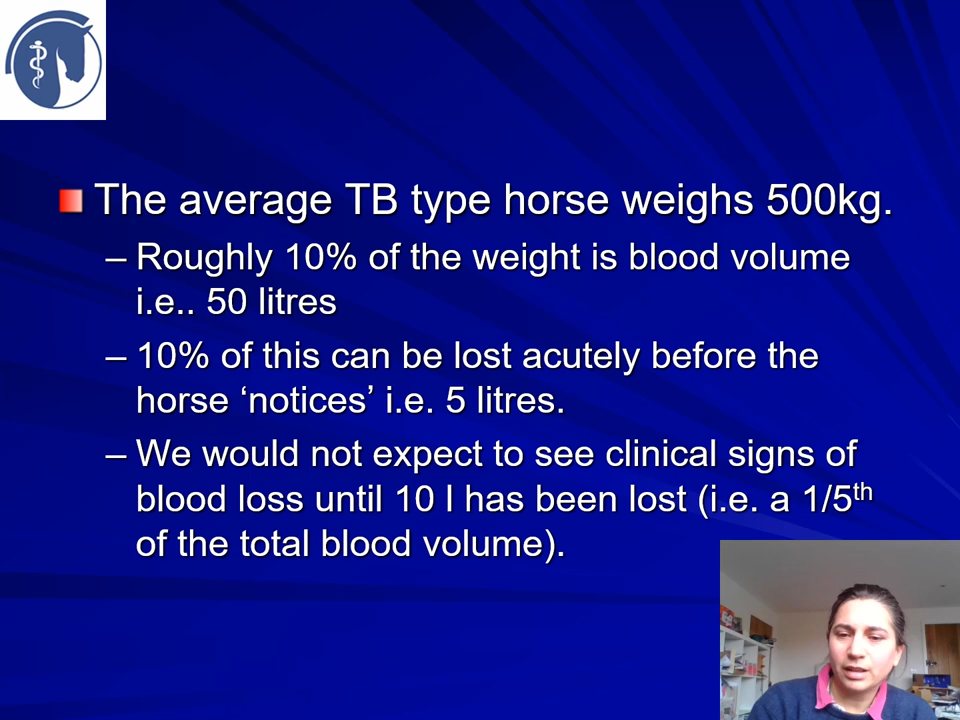 The average TB type horse weighs 500kg.
– Roughly 10% of the weight is blood volume
i.e.. 50 litres
– 10% of this can be lost acutely before the
horse ‘notices’ i.e. 5 litres.
– We would not expect to see clinical signs of
blood loss until 10 l has been lost (i.e. a 1/5th
of the total blood volume).